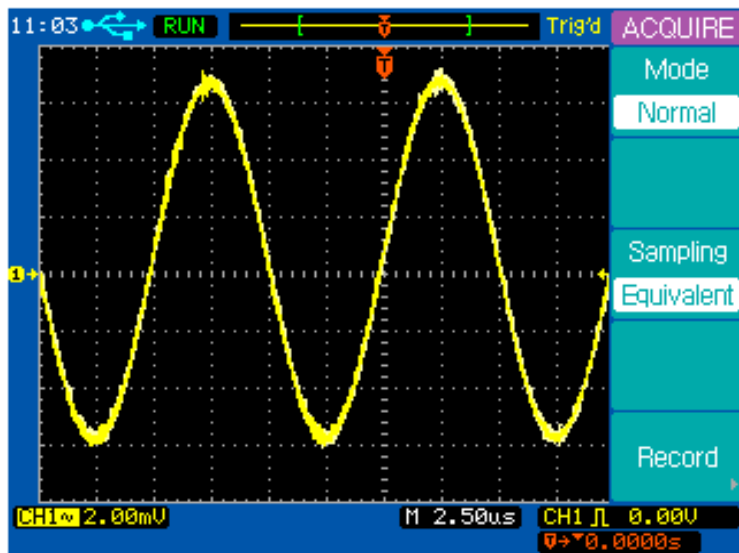 11:03 RUN Trig'd ACQUIRE
T
T
Mode
Normal
1
Sampling
Equivalent
Record
CH1~ 2.00mV M 2.50us CH1 0.00V
T→▼0.0000s